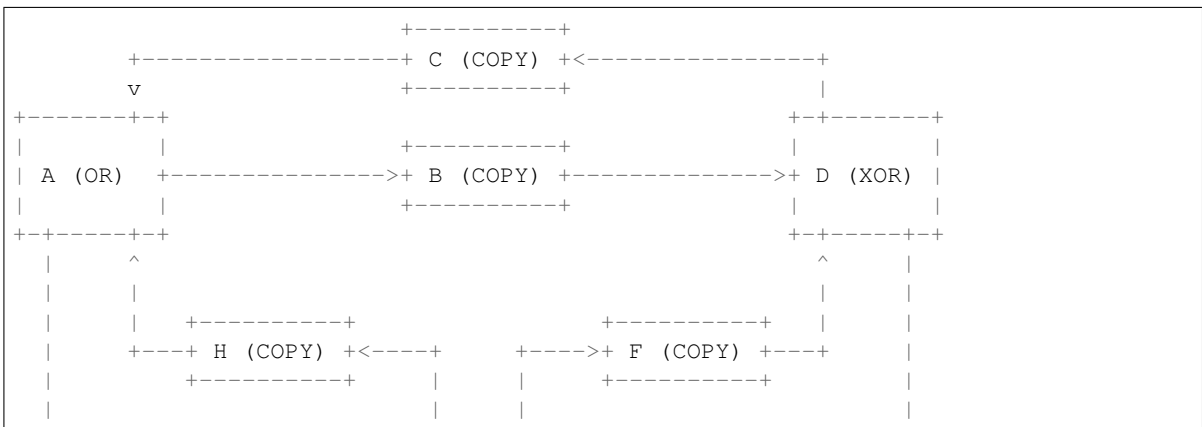 +----------+
+------------------+ C (COPY) +<----------------+
v                  +----------+                 |
+-------+-+                                           +-+-------+
|         |                +----------+               |         |
| A (OR)  +--------------->+ B (COPY) +-------------->+ D (XOR) |
|         |                +----------+               |         |
+-+-----+-+                                           +-+-----+-+
|     ^                                               ^     |
|     |                                               |     |
|     |   +----------+                 +----------+   |     |
|     +---+ H (COPY) +<----+     +---->+ F (COPY) +---+     |
|         +----------+     |     |     +----------+         |
|                          |     |                          |